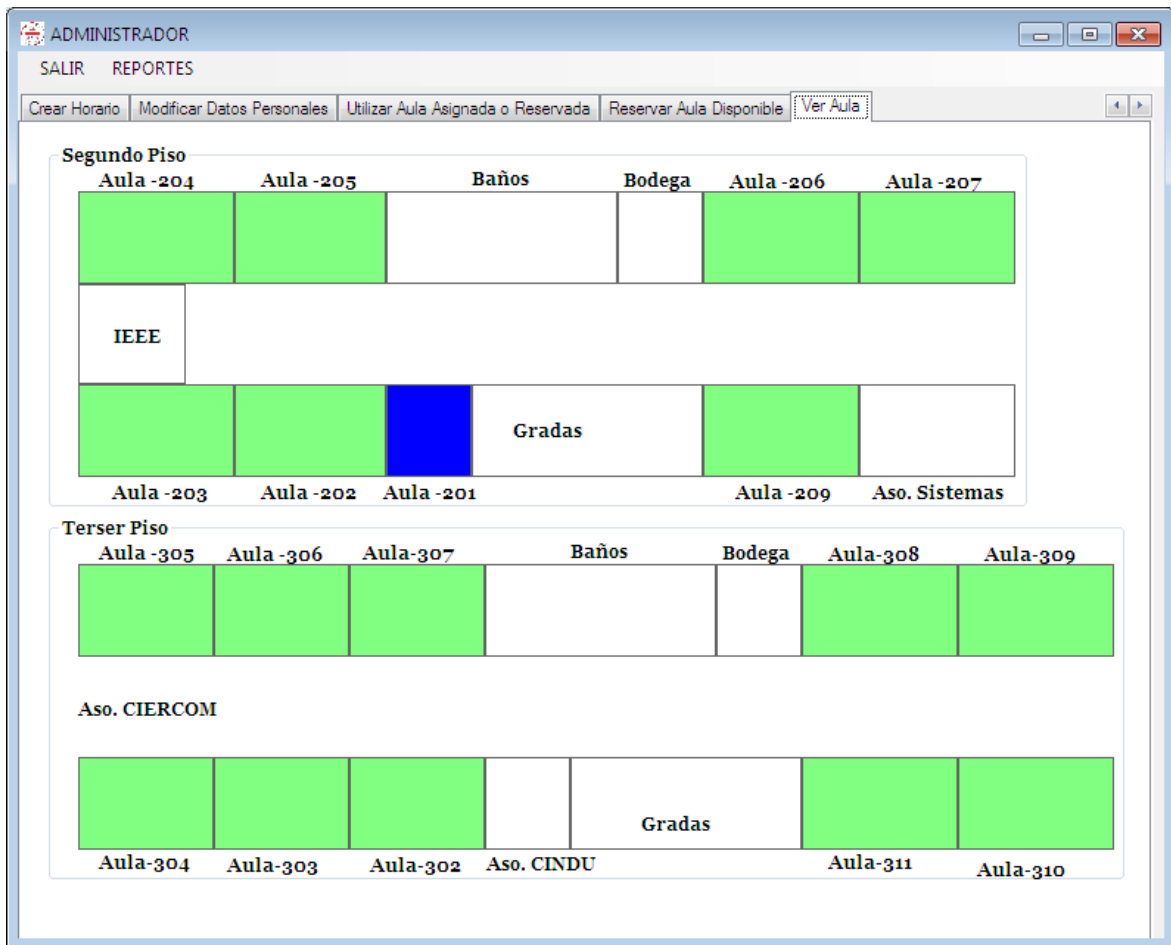 ADMINISTRADOR
SALIR REPORTES
Crear Horario Modificar Datos Personales Utilizar Aula Asignada o Reservada Reservar Aula Disponible Ver Aula
Segundo Piso
Aula -204 Aula -205 Baños Bodega Aula -206 Aula -207
IEEE
Gradas
Aula -203 Aula -202 Aula -201 Aula -209 Aso. Sistemas
Terser Piso
Aula -305 Aula -306 Aula-307 Baños Bodega Aula-308 Aula-309
Aso. CIERCOM
Gradas
Aula-304 Aula-303 Aula-302 Aso. CINDU Aula-311 Aula-310